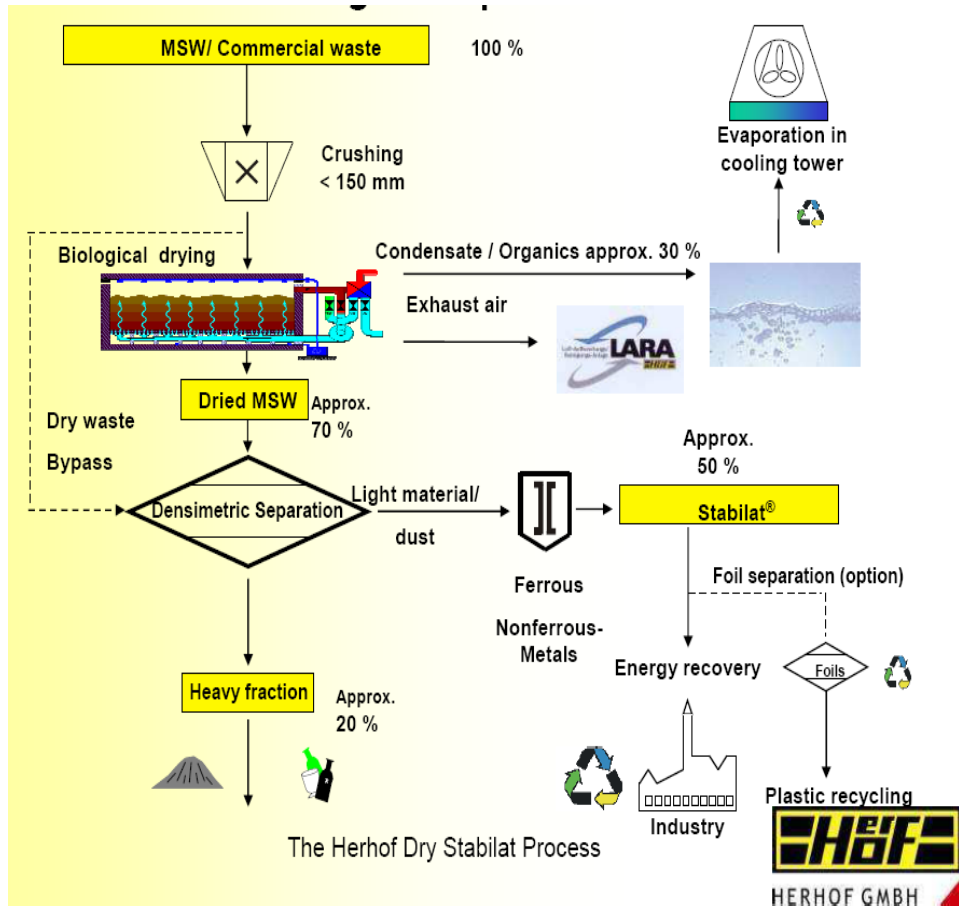 MSW/ Commercial waste
100 %
Crushing
< 150 mm
Evaporation in
cooling tower
Biological drying
Condensate / Organics approx. 30 %
Exhaust air
LARA
HerHOF
Dried MSW
Approx.
70 %
Dry waste
Bypass
Densimetric Separation
Light material/
dust
Approx.
50 %
Stabilat®
Ferrous
Nonferrous-
Metals
Foil separation (option)
Energy recovery
Foils
Heavy fraction
Approx.
20 %
Industry
Plastic recycling
The Herhof Dry Stabilat Process
HerHOF
HERHOF GMBH